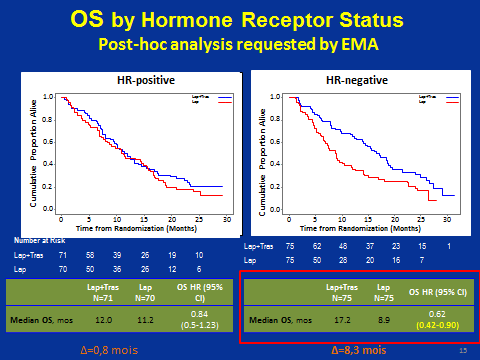 OS by Hormone Receptor Status
Post-hoc analysis requested by EMA
HR-positive
Lap+Tras
Lap
Cumulative Proportion Alive
1.0
0.8
0.6
0.4
0.2
0.0
0 5 10 15 20 25 30
Time from Randomization (Months)
Number at Risk
Lap+Tras 71 58 39 26 19 10
Lap 70 50 36 26 12 6
Lap+Tras N=71 Lap N=70 OS HR (95% CI)
Median OS, mos 12.0 11.2 0.84 (0.5-1.23)
Δ=0,8 mois
HR-negative
Lap+Tras
Lap
Cumulative Proportion Alive
1.0
0.8
0.6
0.4
0.2
0.0
0 5 10 15 20 25 30
Time from Randomization (Months)
Lap+Tras 75 62 48 37 23 15 1
Lap 75 50 28 20 16 7
Lap+Tras N=75 Lap N=75 OS HR (95% CI)
Median OS, mos 17.2 8.9 0.62 (0.42-0.90)
Δ=8,3 mois
15